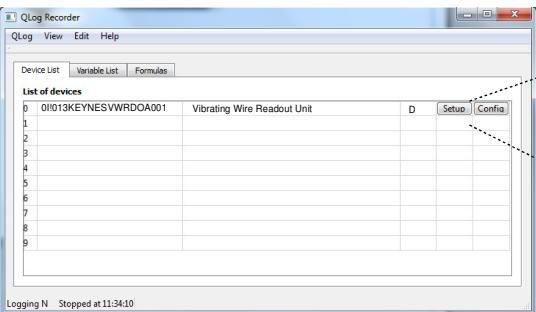 QLog Recorder
QLog View Edit Help
Device List Variable List Formulas
List of devices
0 0I!013KEYNESVWRDOA001 Vibrating Wire Readout Unit D Setup Config
1
2
3
4
5
6
7
8
9
Logging N Stopped at 11:34:10